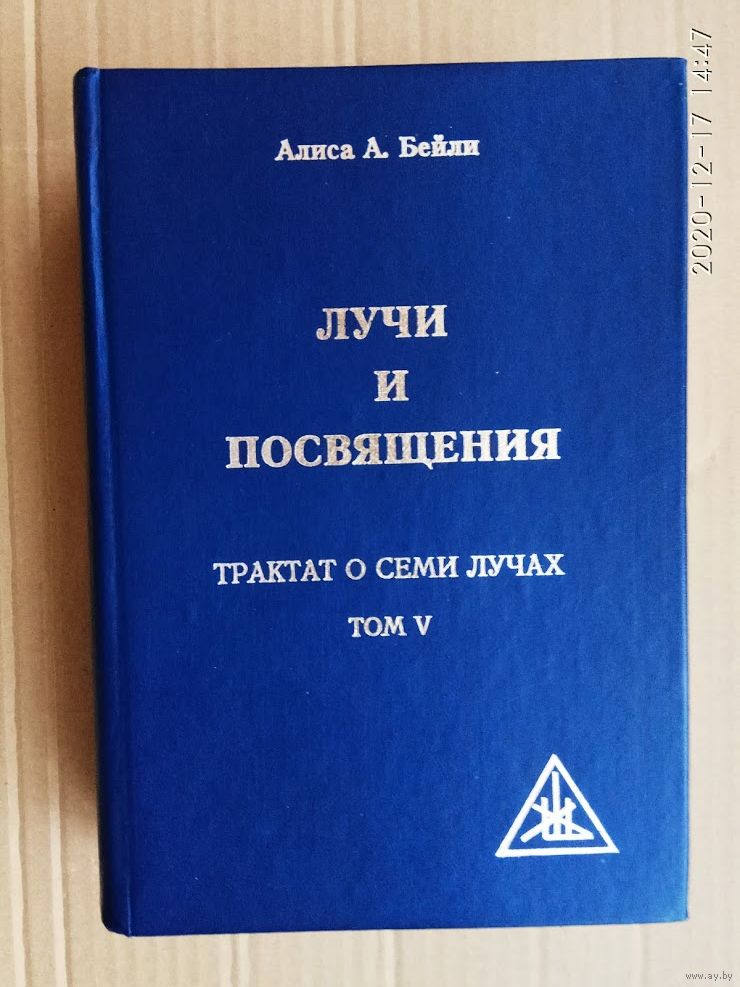 Алиса А. Бейли
ЛУЧИ
И
ПОСВЯЩЕНИЯ
ТРАКТАТ О СЕМИ ЛУЧАХ
ТОМ V
2020-12-17 14:47
www.ay.by